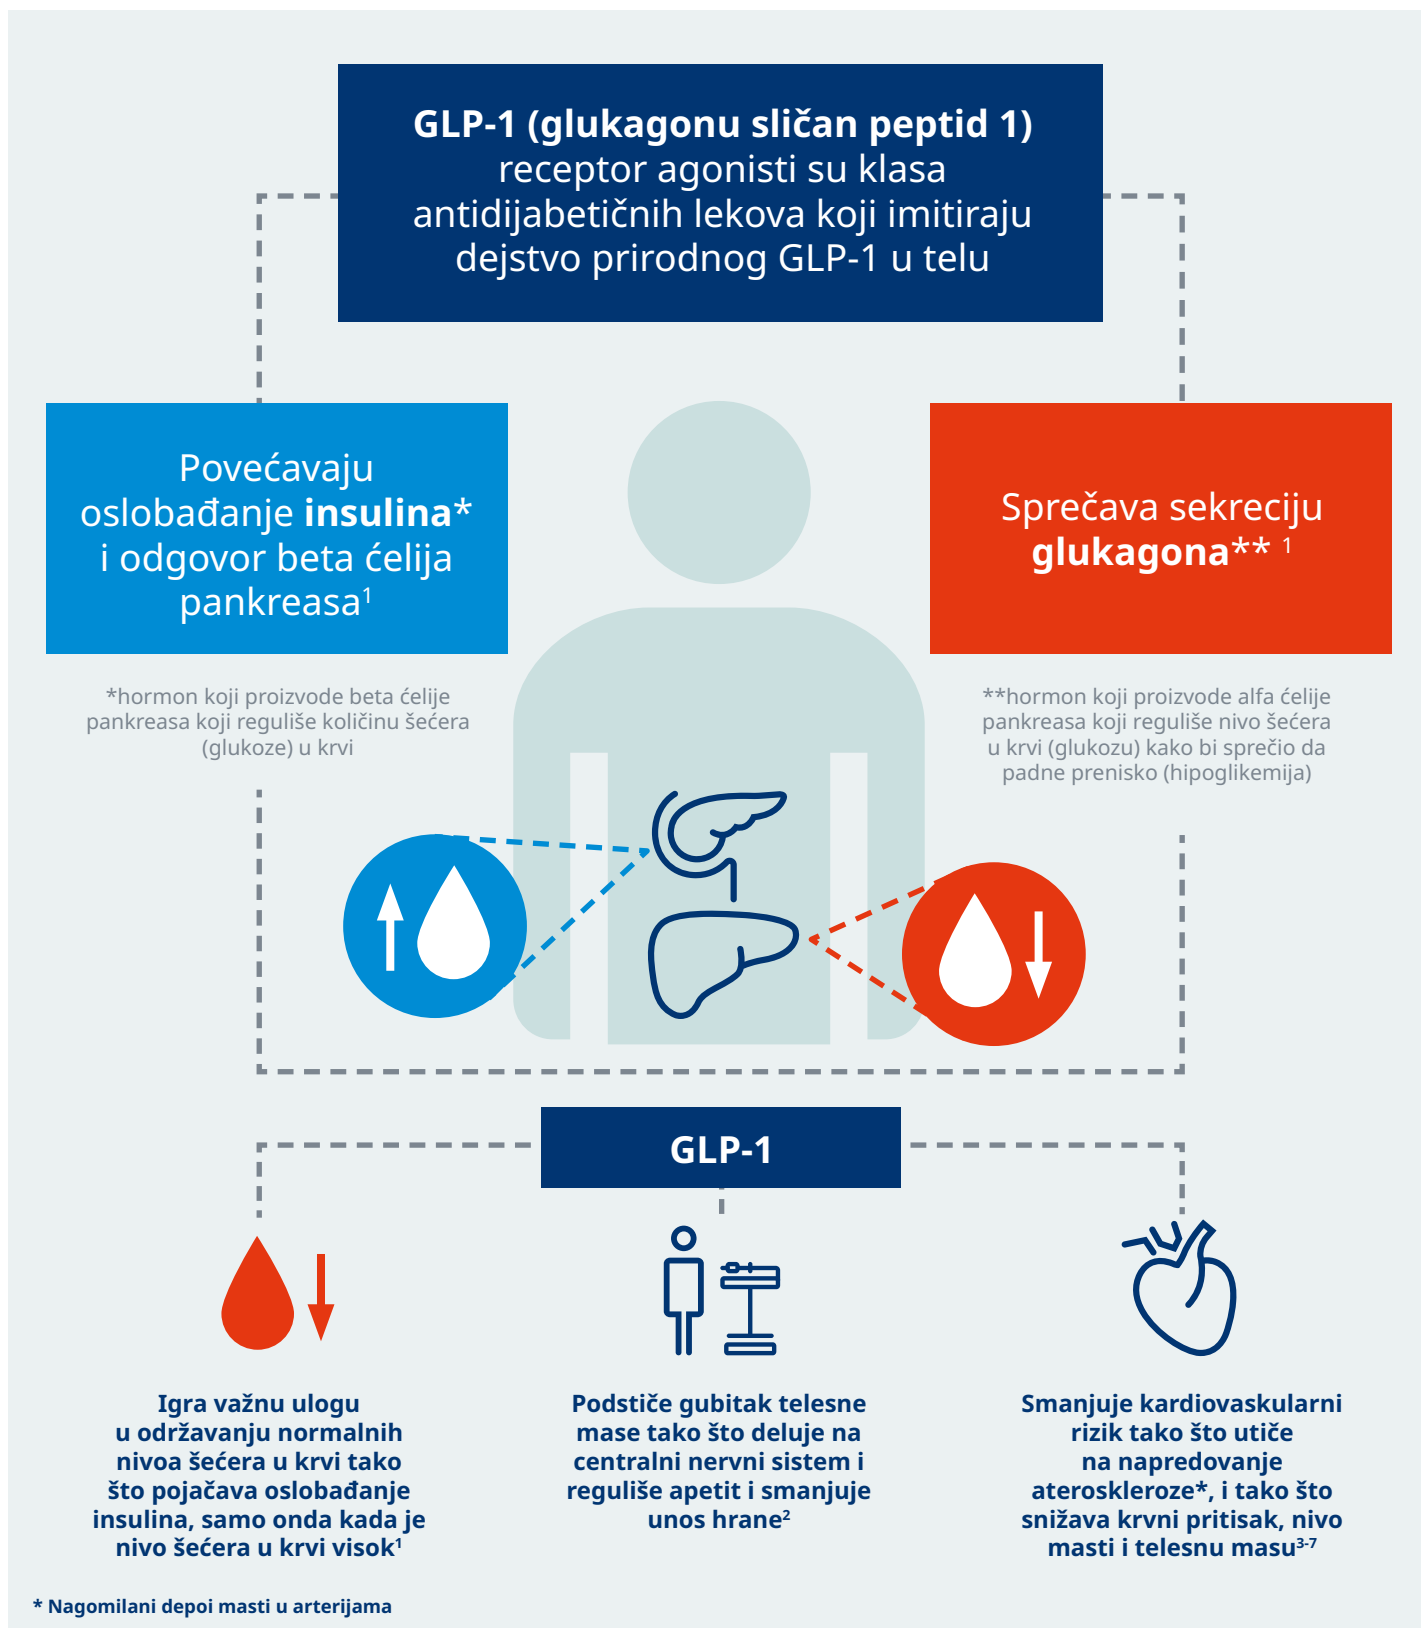 GLP-1 (glukagonu sličan peptid 1)
receptor agonisti su klasa
antidijabetičnih lekova koji imitiraju
dejstvo prirodnog GLP-1 u telu
Povećavaju
oslobađanje insulina*
i odgovor beta ćelija
pankreasa¹
*hormon koji proizvode beta ćelije
pankreasa koji reguliše količinu šećera
(glukoze) u krvi
Sprečava sekreciju
glukagona** ¹
**hormon koji proizvode alfa ćelije
pankreasa koji reguliše nivo šećera
u krvi (glukozu) kako bi sprečio da
padne prenisko (hipoglikemija)
GLP-1
Igra važnu ulogu
u održavanju normalnih
nivoa šećera u krvi tako
što pojačava oslobađanje
insulina, samo onda kada je
nivo šećera u krvi visok¹
Podstiče gubitak telesne
mase tako što deluje na
centralni nervni sistem i
reguliše apetit i smanjuje
unos hrane²
Smanjuje kardiovaskularni
rizik tako što utiče
na napredovanje
ateroskleroze*, i tako što
snižava krvni pritisak, nivo
masti i telesnu masu³⁻⁷
* Nagomilani depoi masti u arterijama